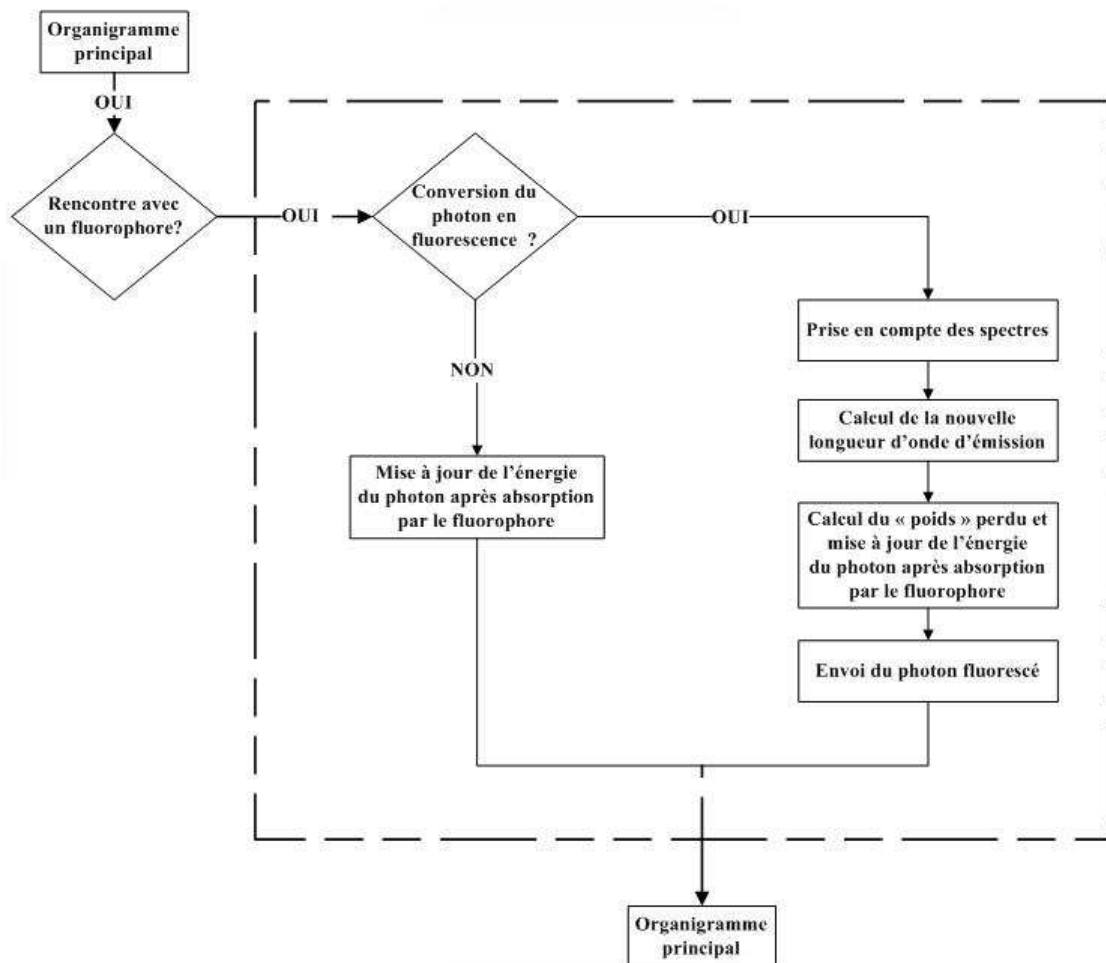 Organigramme
principal
OUI
Rencontre avec
un fluorophore?
OUI
Conversion du
photon en
fluorescence ?
OUI
NON
Mise à jour de l'énergie
du photon après absorption
par le fluorophore
Prise en compte des spectres
Calcul de la nouvelle
longueur d'onde d'émission
Calcul du « poids » perdu et
mise à jour de l'énergie
du photon après absorption
par le fluorophore
Envoi du photon fluorescé
Organigramme
principal